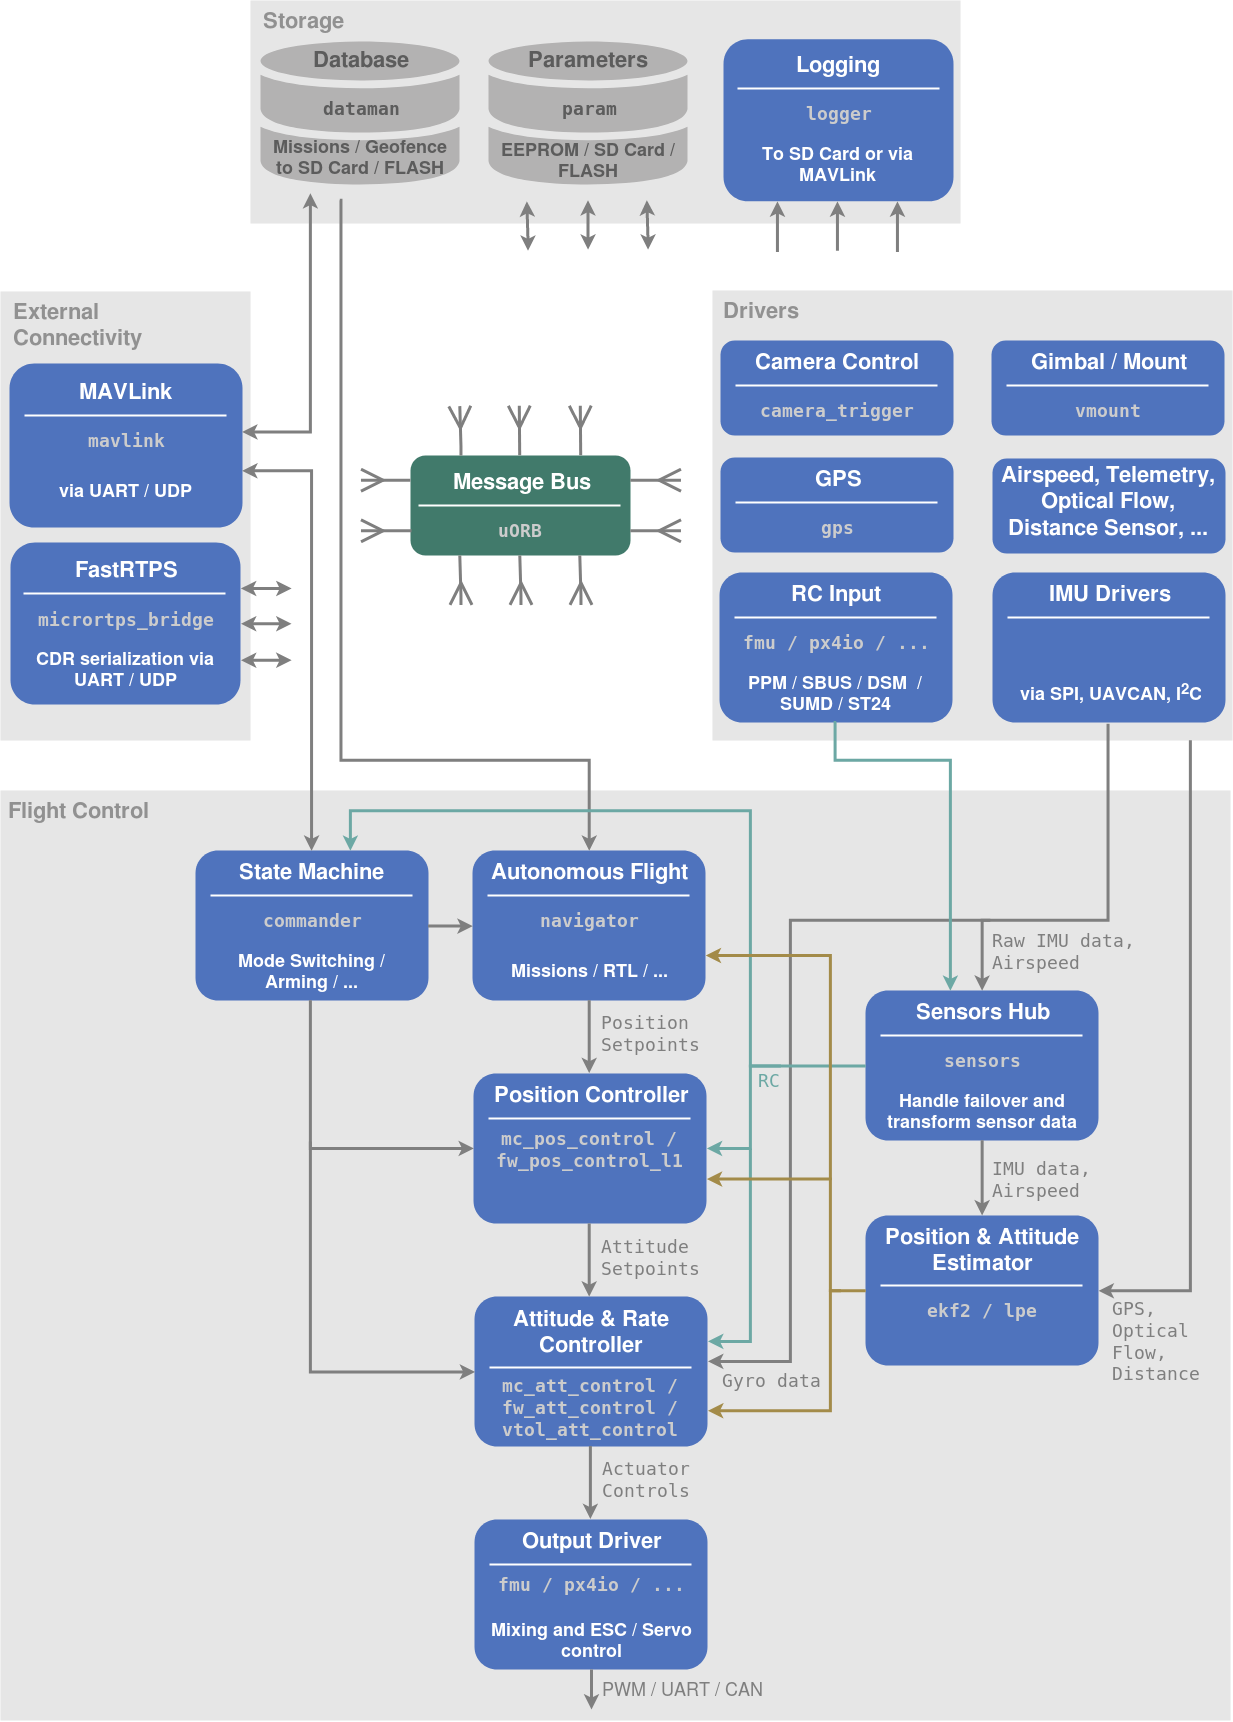 Storage
Database
dataman
Missions / Geofence
to SD Card / FLASH
Parameters
param
EEPROM / SD Card /
FLASH
Logging
logger
To SD Card or via
MAVLink
External
Connectivity
MAVLink
mavlink
via UART / UDP
FastRTPS
micrortps_bridge
CDR serialization via
UART / UDP
Message Bus
uORB
Drivers
Camera Control
camera_trigger
Gimbal / Mount
vmount
GPS
gps
Airspeed, Telemetry,
Optical Flow,
Distance Sensor, ...
RC Input
fmu / px4io / ...
PPM / SBUS / DSM /
SUMD / ST24
IMU Drivers
via SPI, UAVCAN, I²C
Flight Control
State Machine
commander
Mode Switching /
Arming / ...
Autonomous Flight
navigator
Missions / RTL / ...
Raw IMU data,
Airspeed
Sensors Hub
sensors
Handle failover and
transform sensor data
Position
Setpoints
RC
Position Controller
mc_pos_control /
fw_pos_control_l1
IMU data,
Airspeed
Position & Attitude
Estimator
ekf2 / lpe
Attitude
Setpoints
GPS,
Optical
Flow,
Distance
Attitude & Rate
Controller
mc_att_control /
fw_att_control /
vtol_att_control
Gyro data
Actuator
Controls
Output Driver
fmu / px4io / ...
Mixing and ESC / Servo
control
PWM / UART / CAN